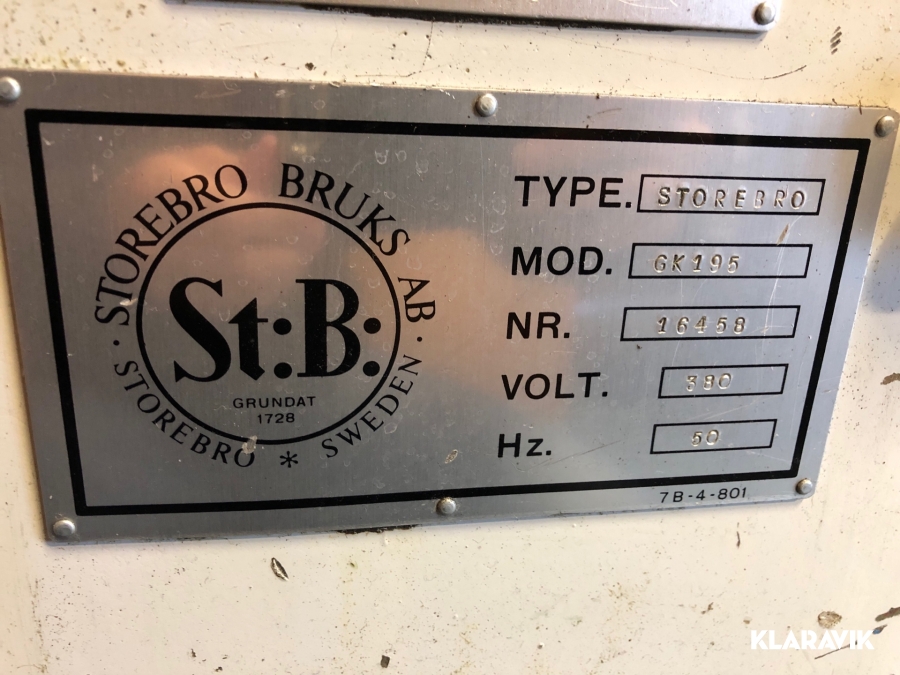 STOREBRO BRUKS AB
St:B:
GRUNDAT
1728
STOREBRO * SWEDEN
TYPE. STOREBRO
MOD. GK195
NR. 16458
VOLT. 380
Hz. 50
7B-4-801
KLARAVIK